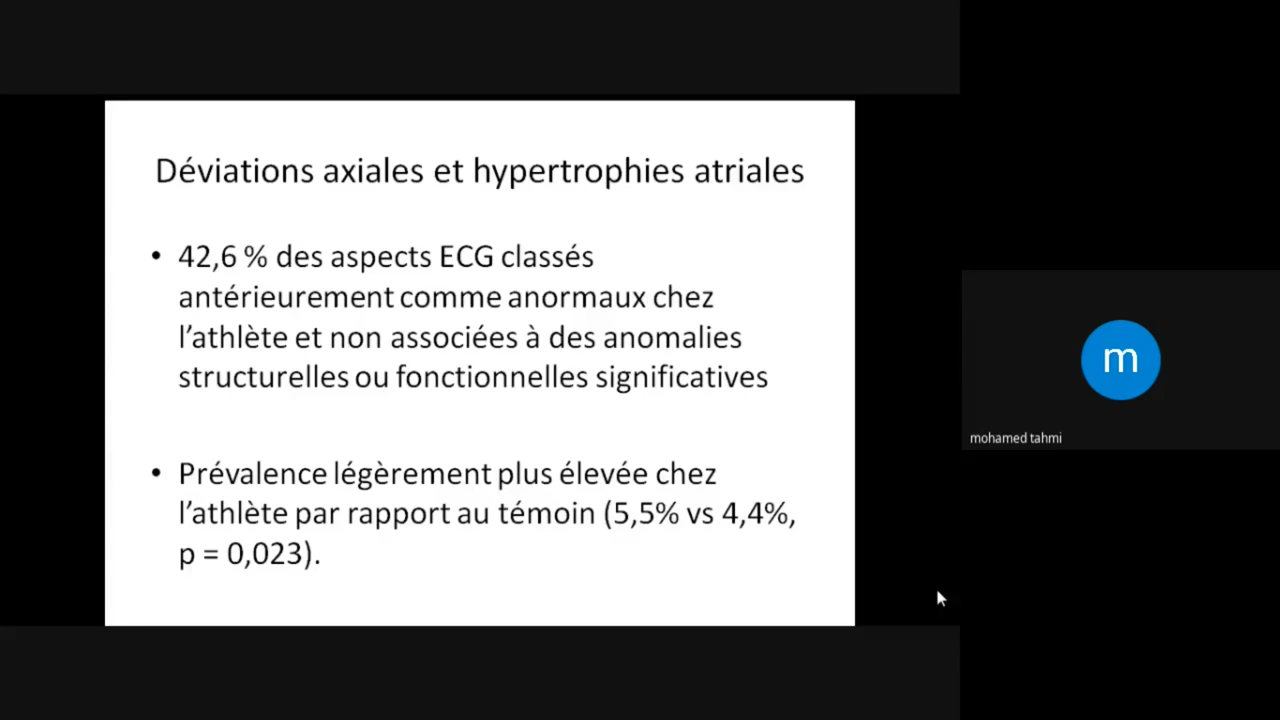 Déviations axiales et hypertrophies atriales
• 42,6 % des aspects ECG classés
antérieurement comme anormaux chez
l’athlète et non associées à des anomalies
structurelles ou fonctionnelles significatives
• Prévalence légèrement plus élevée chez
l’athlète par rapport au témoin (5,5% vs 4,4%,
p = 0,023).
m
mohamed tahmi